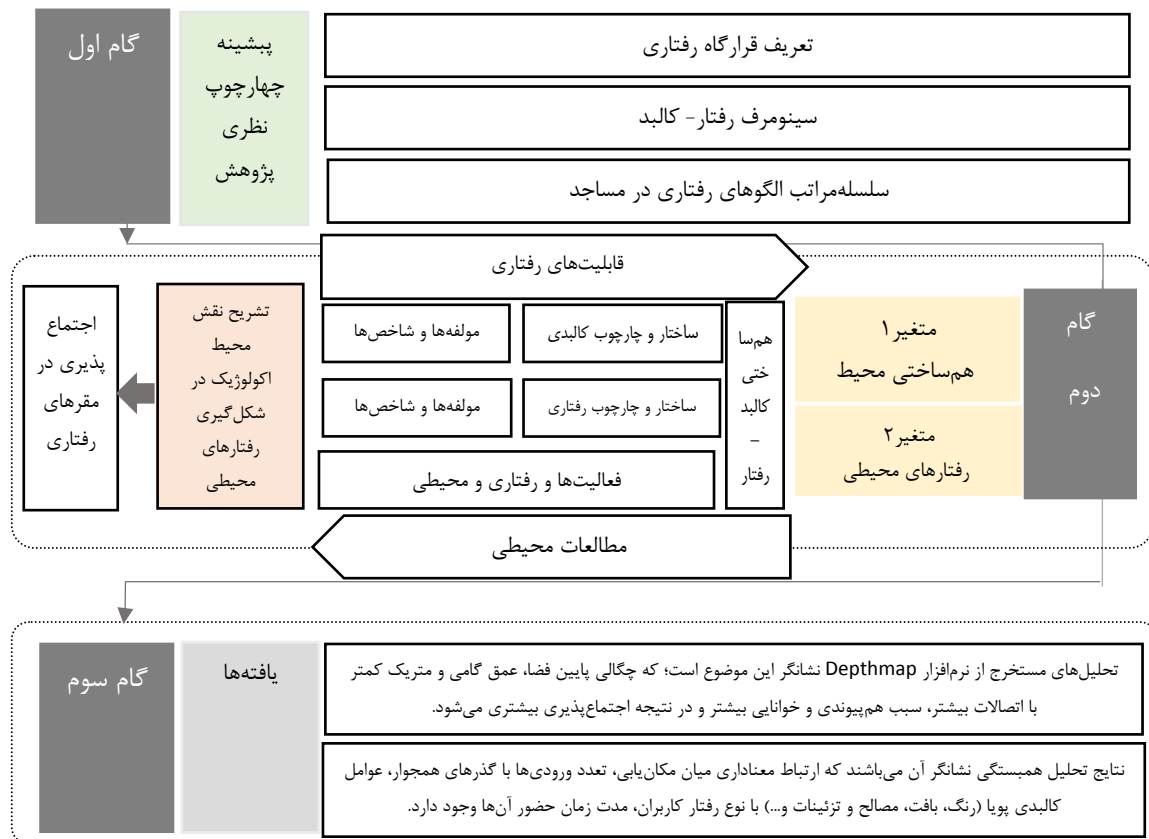 گام اول
پبشینه
چهارچوپ
نظری
پژوهش
تعریف قرارگاه رفتاری
سینومرف رفتار- کالبد
سلسله‌مراتب الگوهای رفتاری در مساجد
قابلیت‌های رفتاری
گام
دوم
متغیر۱
هم‌ساختی محیط
متغیر۲
رفتارهای محیطی
هم‌سا
ختی
کالبد
–
رفتار
ساختار و چارچوب کالبدی
مولفه‌ها و شاخص‌ها
ساختار و چارچوب رفتاری
مولفه‌ها و شاخص‌ها
فعالیت‌ها و رفتاری و محیطی
تشریح نقش
محیط
اکولوژیک در
شکل‌گیری
رفتارهای
محیطی
اجتماع
پذیری در
مقرهای
رفتاری
مطالعات محیطی
گام سوم
یافته‌ها
تحلیل‌های مستخرج از نرم‌افزار Depthmap نشانگر این موضوع است؛ که چگالی پایین فضا، عمق گامی و متریک کمتر
با اتصالات بیشتر، سبب هم‌پیوندی و خوانایی بیشتر و در نتیجه اجتماع‌پذیری بیشتری می‌شود.
نتایج تحلیل همبستگی نشانگر آن می‌باشند که ارتباط معناداری میان مکان‌یابی، تعدد ورودی‌ها با گذرهای همجوار، عوامل
کالبدی پویا (رنگ، بافت، مصالح و تزئینات و...) با نوع رفتار کاربران، مدت زمان حضور آن‌ها وجود دارد.